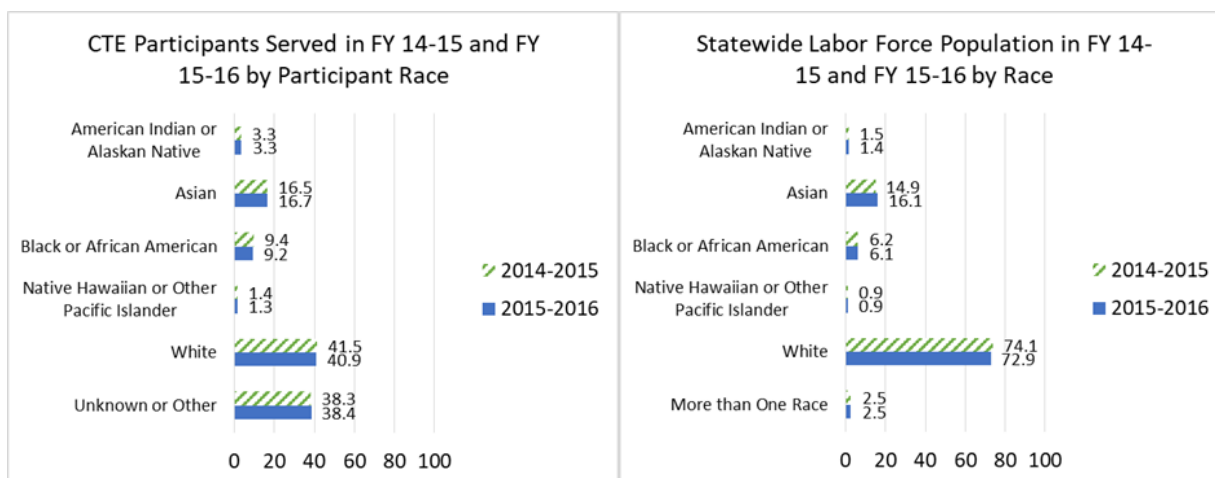 CTE Participants Served in FY 14-15 and FY
15-16 by Participant Race
American Indian or
Alaskan Native
3.3
3.3
Asian
16.5
16.7
Black or African American
9.4
9.2
Native Hawaiian or Other
Pacific Islander
1.4
1.3
White
41.5
40.9
Unknown or Other
38.3
38.4
0 20 40 60 80 100
2014-2015
2015-2016
Statewide Labor Force Population in FY 14-
15 and FY 15-16 by Race
American Indian or
Alaskan Native
1.5
1.4
Asian
14.9
16.1
Black or African American
6.2
6.1
Native Hawaiian or Other
Pacific Islander
0.9
0.9
White
74.1
72.9
More than One Race
2.5
2.5
0 20 40 60 80 100
2014-2015
2015-2016